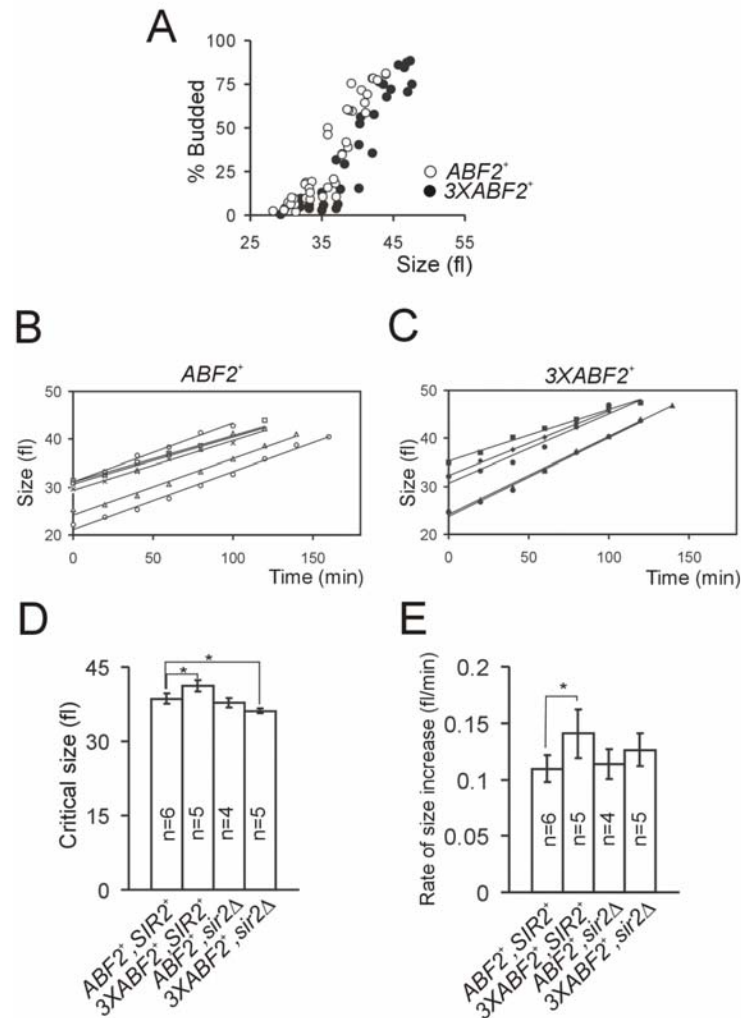 A
100
75
50
25
0
% Budded
ABF2⁺
3XABF2⁺
25 35 45 55
Size (fl)
B
ABF2⁺
50
40
30
20
Size (fl)
0 50 100 150
Time (min)
C
3XABF2⁺
50
40
30
20
Size (fl)
0 50 100 150
Time (min)
D
45
30
15
0
Critical size (fl)
* *
n=6 n=5 n=4 n=5
ABF2⁺,SIR2⁺
3XABF2⁺,SIR2⁺
ABF2⁺,sir2Δ
3XABF2⁺,sir2Δ
E
0.2
0.15
0.1
0.05
0
Rate of size increase (fl/min)
*
n=6 n=5 n=4 n=5
ABF2⁺,SIR2⁺
3XABF2⁺,SIR2⁺
ABF2⁺,sir2Δ
3XABF2⁺,sir2Δ